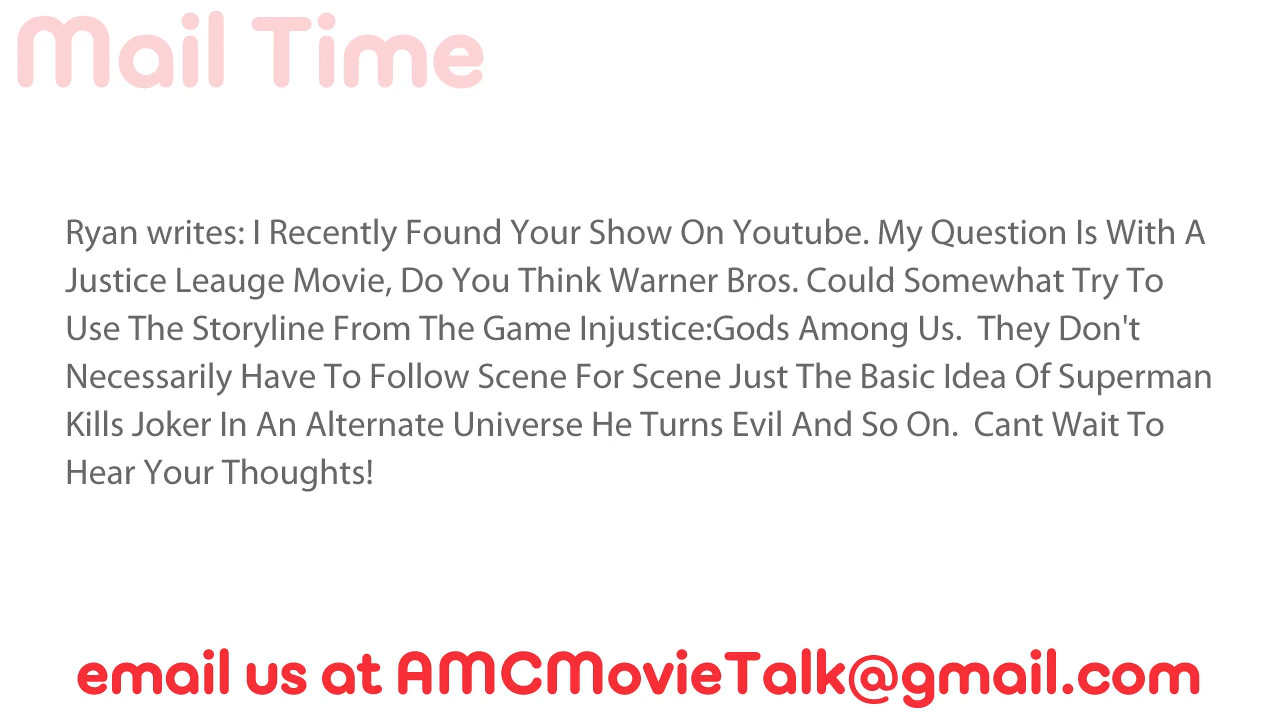 Mail Time
Ryan writes: I Recently Found Your Show On Youtube. My Question Is With A
Justice Leauge Movie, Do You Think Warner Bros. Could Somewhat Try To
Use The Storyline From The Game Injustice:Gods Among Us.  They Don't
Necessarily Have To Follow Scene For Scene Just The Basic Idea Of Superman
Kills Joker In An Alternate Universe He Turns Evil And So On.  Cant Wait To
Hear Your Thoughts!
email us at AMCMovieTalk@gmail.com